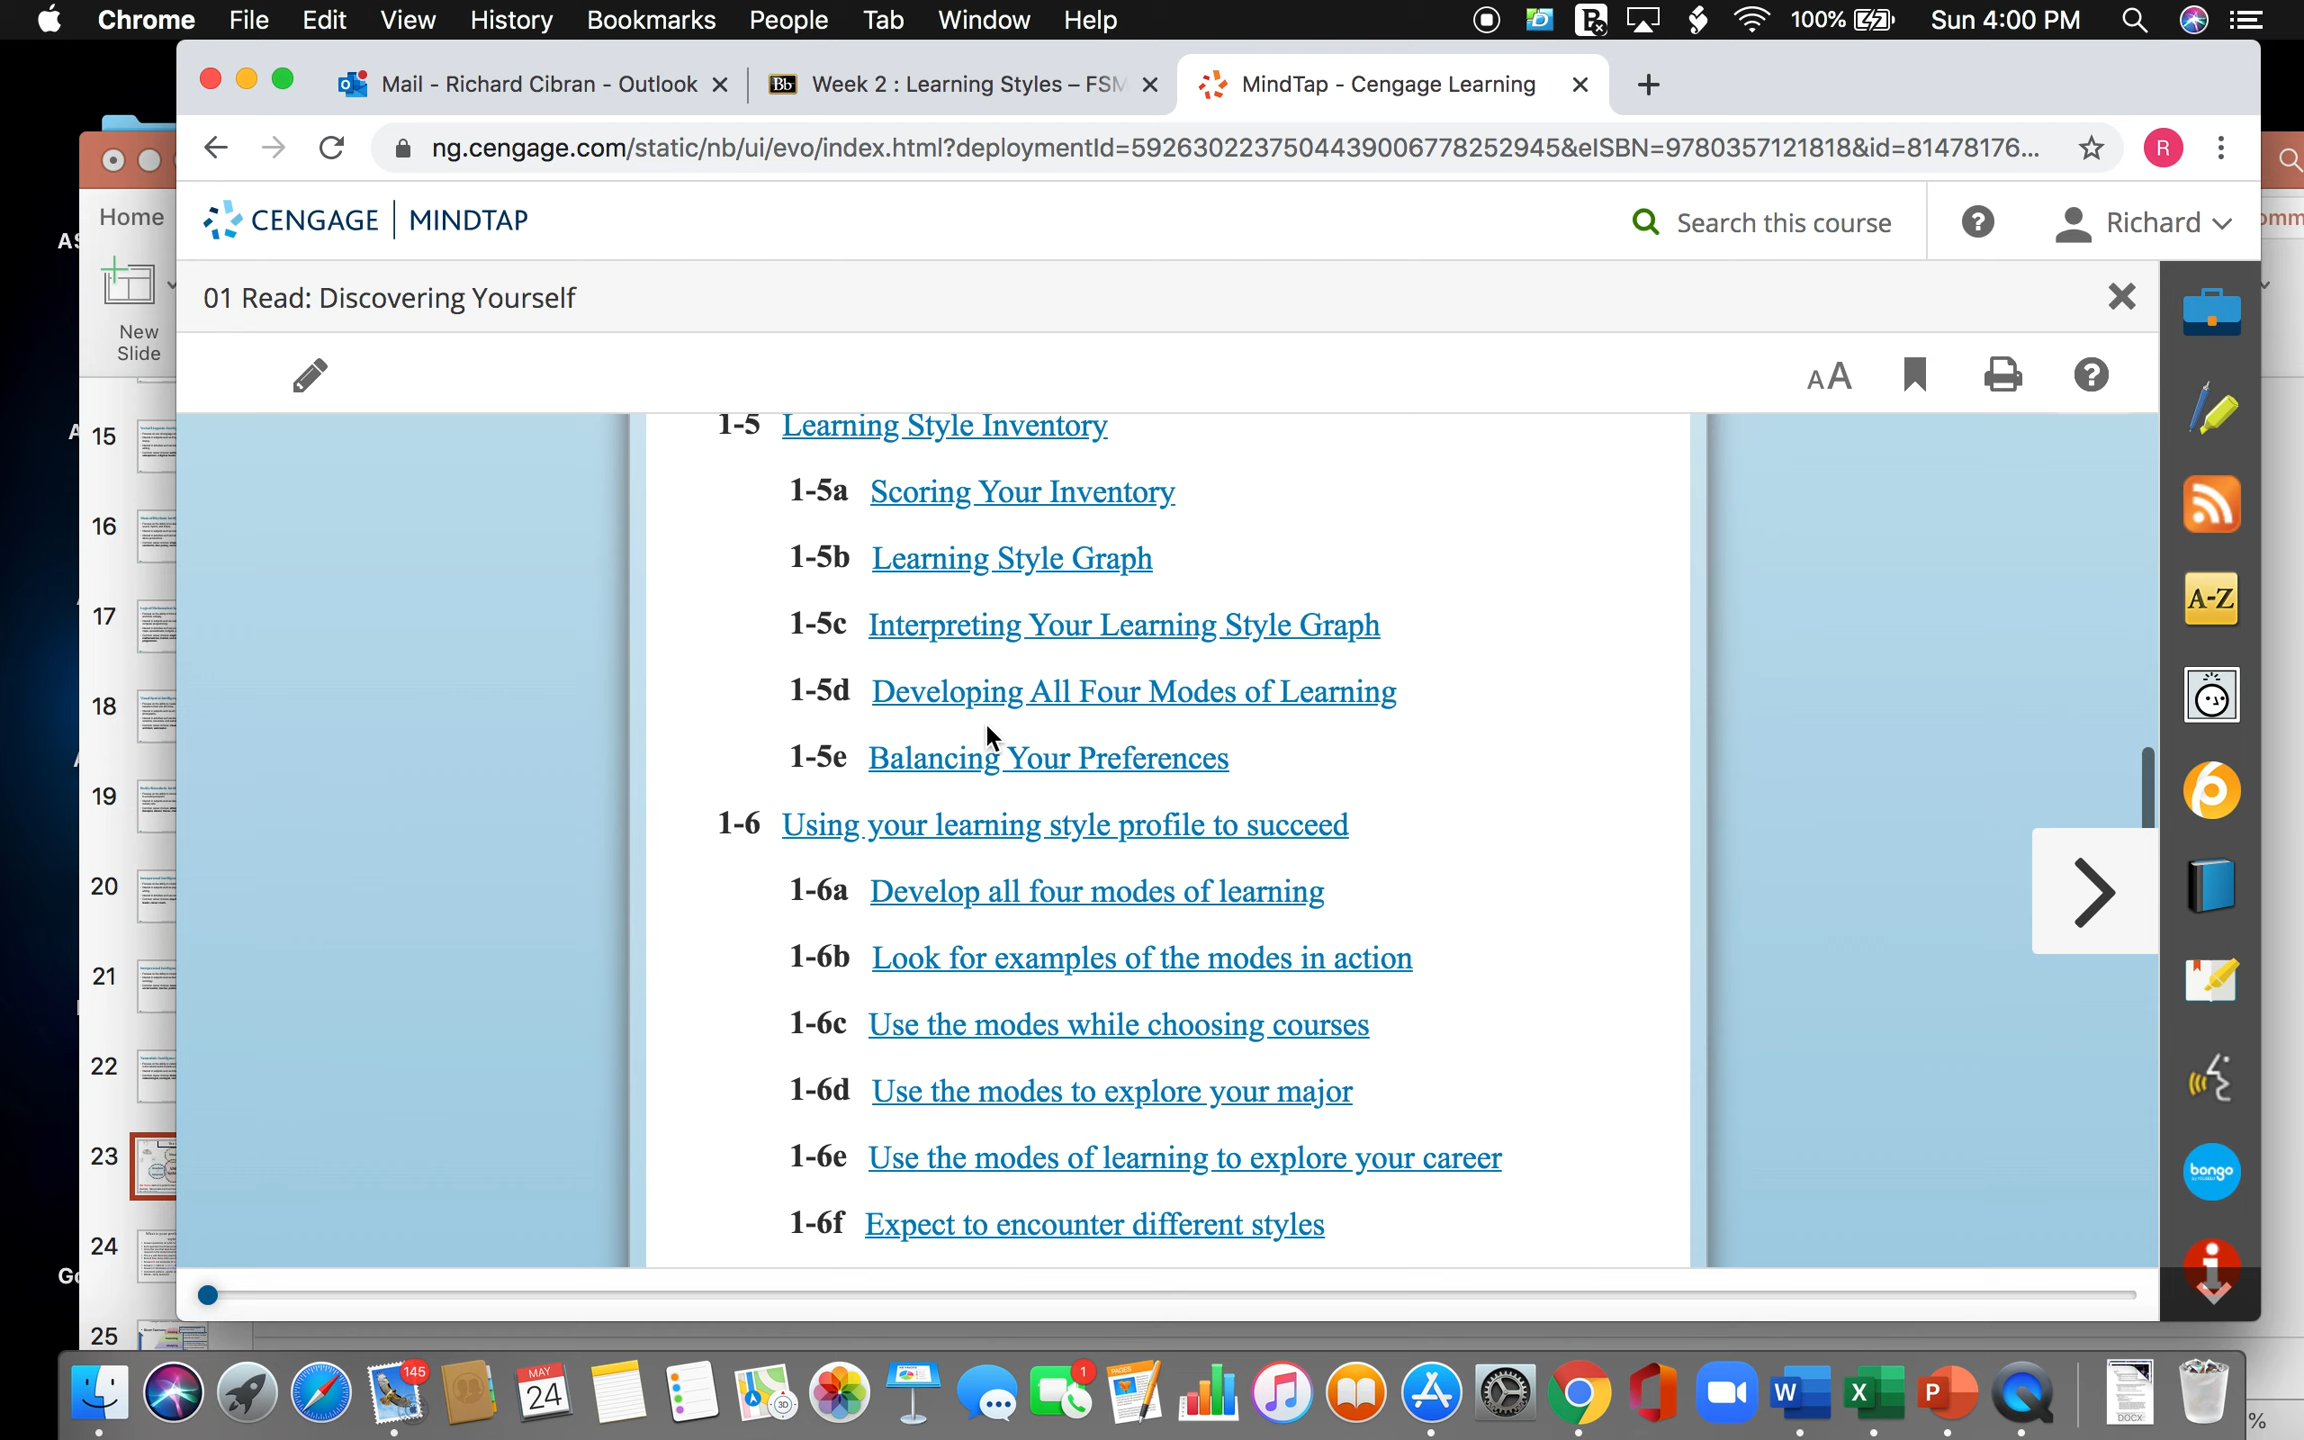 Chrome File Edit View History Bookmarks People Tab Window Help 100% Sun 4:00 PM
Mail - Richard Cibran - Outlook
Bb Week 2 : Learning Styles – FSM
MindTap - Cengage Learning
ng.cengage.com/static/nb/ui/evo/index.html?deploymentId=5926302237504439006778252945&eISBN=9780357121818&id=81478176...
R
CENGAGE | MINDTAP
Search this course
Richard
01 Read: Discovering Yourself
AA
1-5 Learning Style Inventory
1-5a Scoring Your Inventory
1-5b Learning Style Graph
1-5c Interpreting Your Learning Style Graph
1-5d Developing All Four Modes of Learning
1-5e Balancing Your Preferences
1-6 Using your learning style profile to succeed
1-6a Develop all four modes of learning
1-6b Look for examples of the modes in action
1-6c Use the modes while choosing courses
1-6d Use the modes to explore your major
1-6e Use the modes of learning to explore your career
1-6f Expect to encounter different styles
A-Z
bongo
Home
New
Slide
15
16
17
18
19
20
21
22
23
24
25
145
MAY
24
3D
1
PAGES
W
X
P
DOCX
%